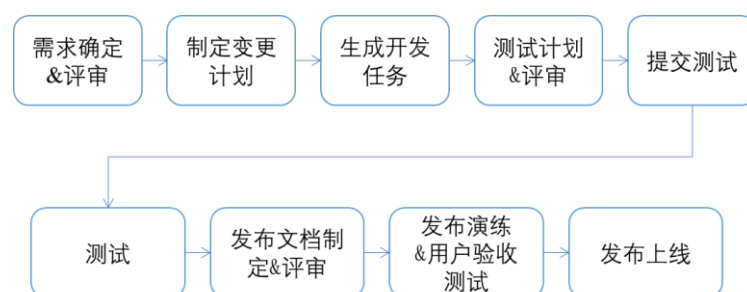 需求确定
&评审
制定变更
计划
生成开发
任务
测试计划
&评审
提交测试
测试
发布文档制
定&评审
发布演练
&用户验收
测试
发布上线